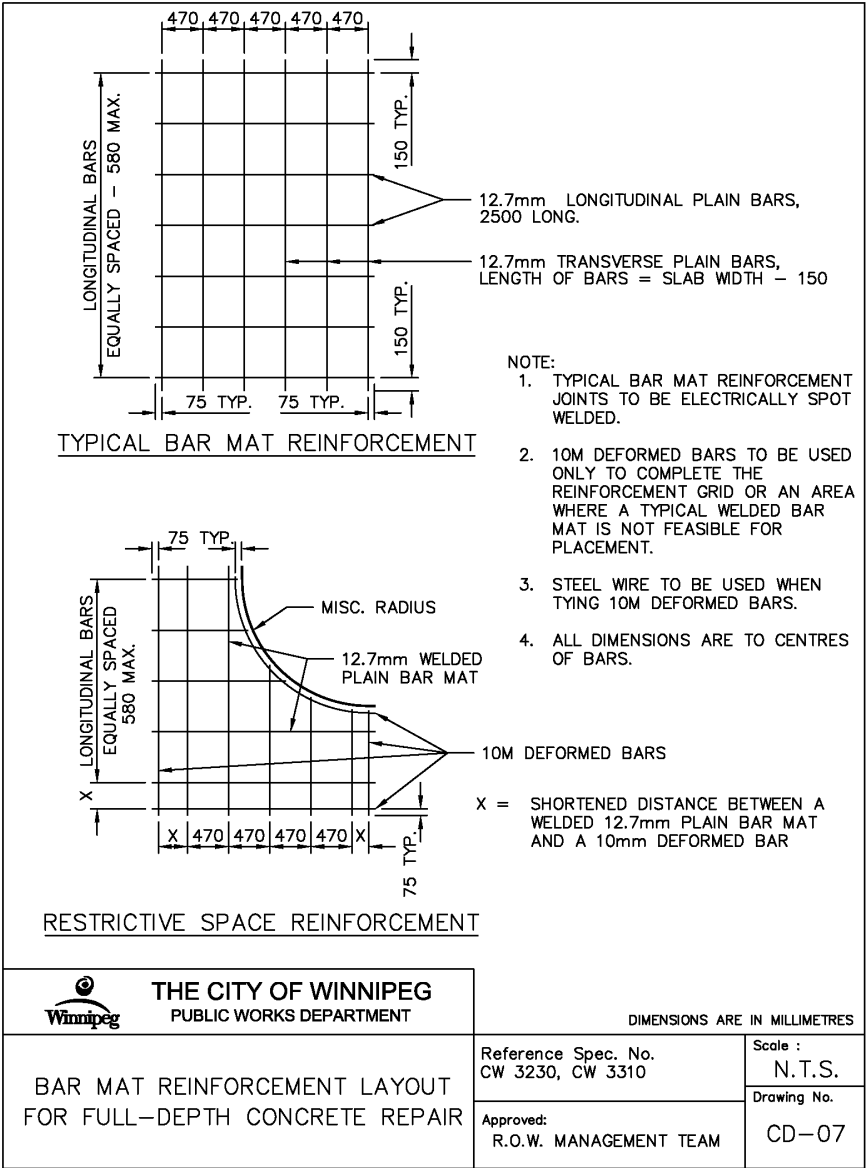 470 470 470 470 470
LONGITUDINAL BARS
EQUALLY SPACED – 580 MAX.
150 TYP.
12.7mm LONGITUDINAL PLAIN BARS,
2500 LONG.
12.7mm TRANSVERSE PLAIN BARS,
LENGTH OF BARS = SLAB WIDTH – 150
150 TYP.
75 TYP. 75 TYP.
TYPICAL BAR MAT REINFORCEMENT
NOTE:
1. TYPICAL BAR MAT REINFORCEMENT
JOINTS TO BE ELECTRICALLY SPOT
WELDED.
2. 10M DEFORMED BARS TO BE USED
ONLY TO COMPLETE THE
REINFORCEMENT GRID OR AN AREA
WHERE A TYPICAL WELDED BAR
MAT IS NOT FEASIBLE FOR
PLACEMENT.
3. STEEL WIRE TO BE USED WHEN
TYING 10M DEFORMED BARS.
4. ALL DIMENSIONS ARE TO CENTRES
OF BARS.
75 TYP.
LONGITUDINAL BARS
EQUALLY SPACED
580 MAX.
X
MISC. RADIUS
12.7mm WELDED
PLAIN BAR MAT
10M DEFORMED BARS
X = SHORTENED DISTANCE BETWEEN A
WELDED 12.7mm PLAIN BAR MAT
AND A 10mm DEFORMED BAR
X 470 470 470 470 X
75 TYP.
RESTRICTIVE SPACE REINFORCEMENT
Winnipeg
THE CITY OF WINNIPEG
PUBLIC WORKS DEPARTMENT
DIMENSIONS ARE IN MILLIMETRES
BAR MAT REINFORCEMENT LAYOUT
FOR FULL–DEPTH CONCRETE REPAIR
Reference Spec. No.
CW 3230, CW 3310
Scale :
N.T.S.
Approved:
R.O.W. MANAGEMENT TEAM
Drawing No.
CD–07